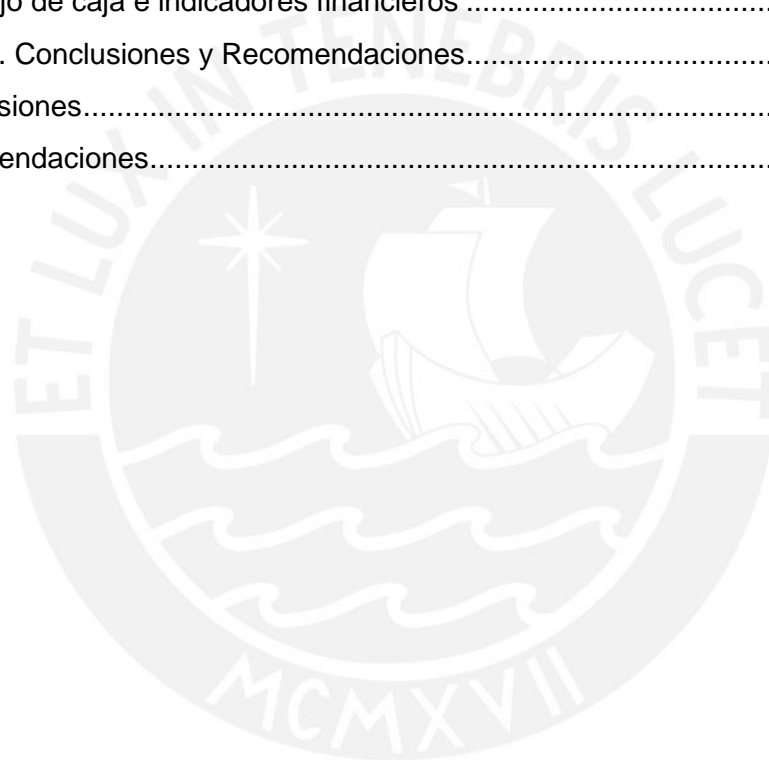 jo de caja e indicadores financieros ..................................
. Conclusiones y Recomendaciones..................................
siones..................................................................................
endaciones..........................................................................
ET LUX IN TENEBRIS LUCET
MCMXVII